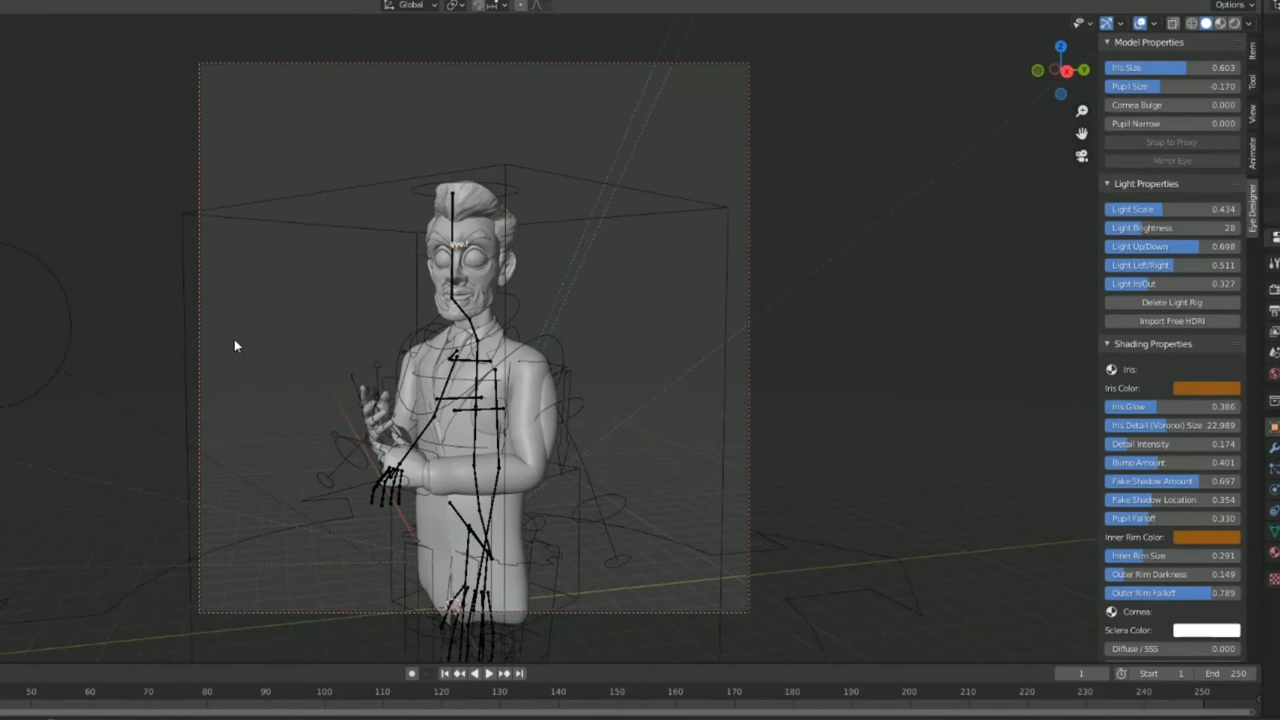 Global
Options
Model Properties
Iris Size 0.603
Pupil Size -0.170
Cornea Bulge 0.000
Pupil Narrow 0.000
Snap to Proxy
Mirror Eye
Light Properties
Light Scale 0.434
Light Brightness 28
Light Up/Down 0.698
Light Left/Right 0.511
Light In/Out 0.327
Delete Light Rig
Import Free HDRI
Shading Properties
Iris:
Iris Color:
Iris Glow 0.386
Iris Detail (Voronoi) Size 22.989
Detail Intensity 0.174
Bump Amount 0.401
Fake Shadow Amount 0.697
Fake Shadow Location 0.354
Pupil Falloff 0.330
Inner Rim Color:
Inner Rim Size 0.291
Outer Rim Darkness 0.149
Outer Rim Falloff 0.789
Cornea:
Sclera Color:
Diffuse / SSS 0.000
Item
Tool
View
Animate
Eye Designer
Z
X
Y
1 Start 1 End 250
50 60 70 80 90 100 110 120 130 140 150 160 170 180 190 200 210 220 230 240 250